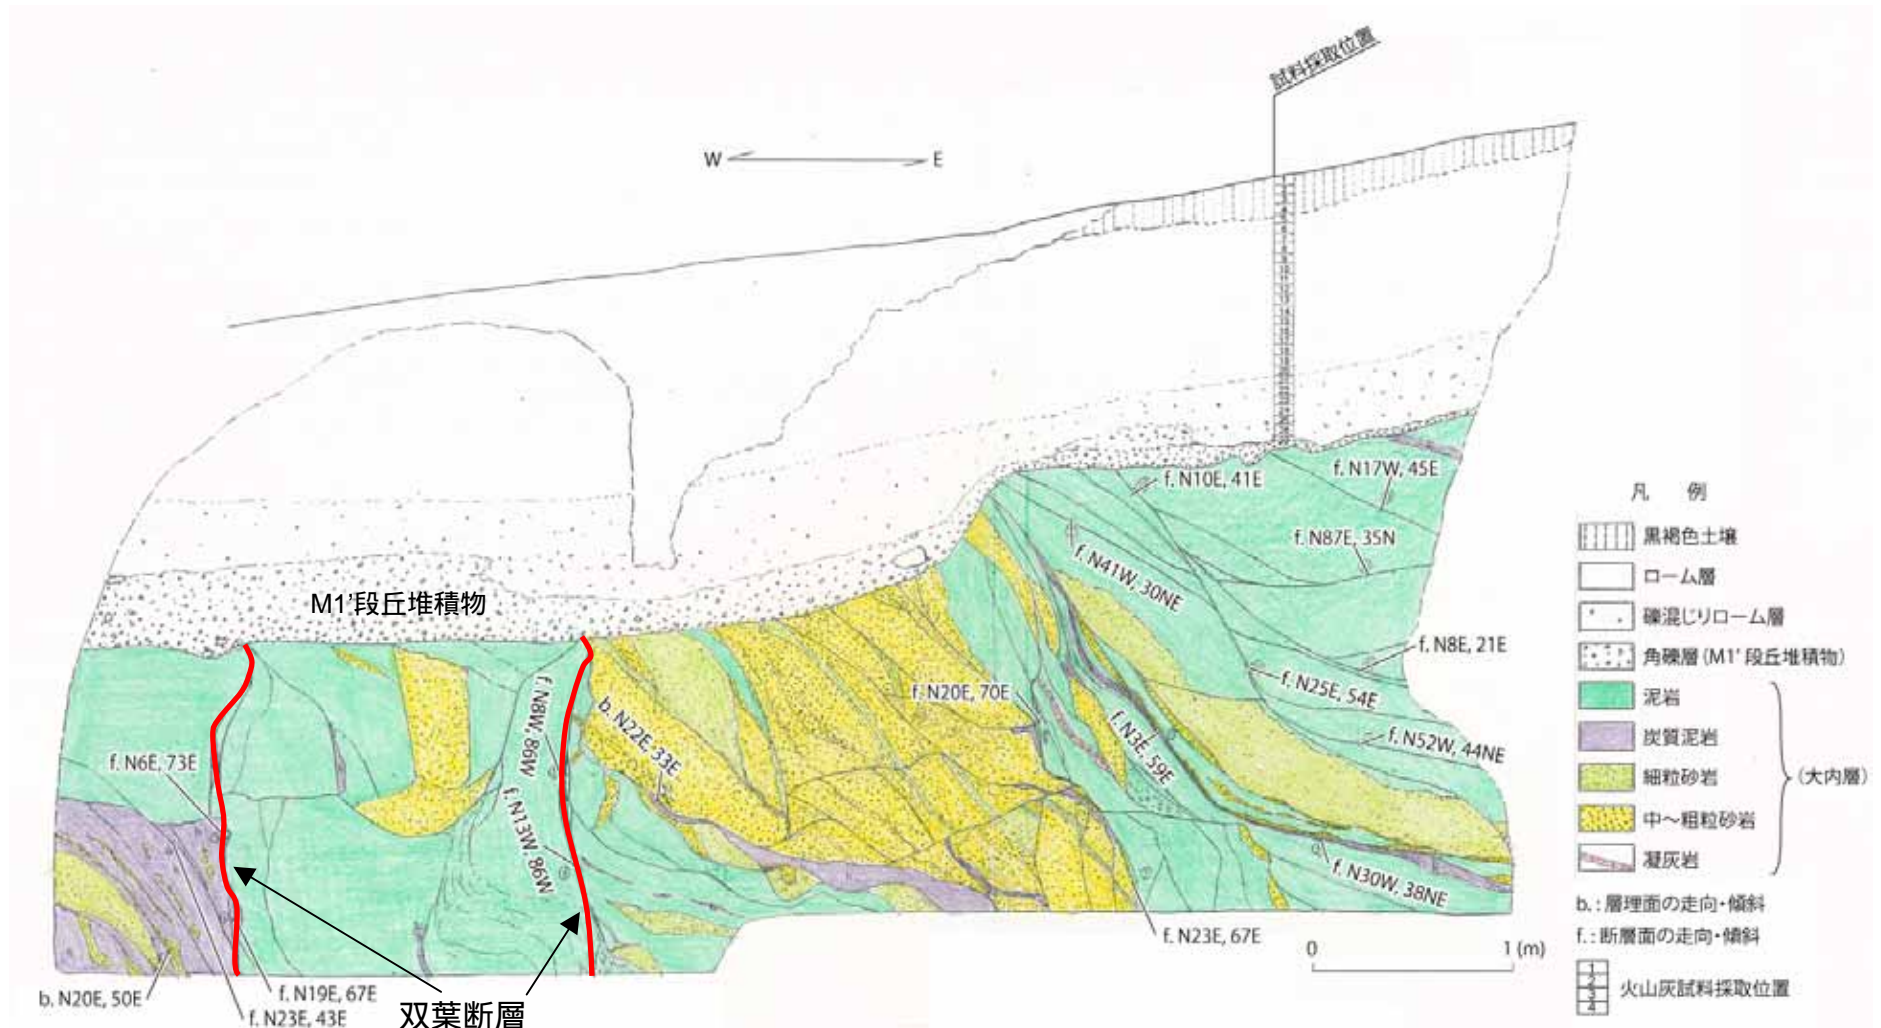 試料採取位置
W E
f. N10E, 41E
f. N17W, 45E
f. N87E, 35N
f. N41W, 30NE
M1'段丘堆積物
f. N8E, 21E
f. N25E, 54E
f. N20E, 70E
f. N8W, 86W
b. N22E, 33E
f. N3E, 59E
f. N52W, 44NE
f. N6E, 73E
f. N13W, 86W
f. N30W, 38NE
f. N23E, 67E
b. N20E, 50E
f. N19E, 67E
f. N23E, 43E
双葉断層
0 1 (m)
凡 例
黒褐色土壌
ローム層
礫混じりローム層
角礫層(M1'段丘堆積物)
泥岩
炭質泥岩
細粒砂岩
中～粗粒砂岩
凝灰岩
(大内層)
b. : 層理面の走向・傾斜
f. : 断層面の走向・傾斜
1
2
3
4
火山灰試料採取位置